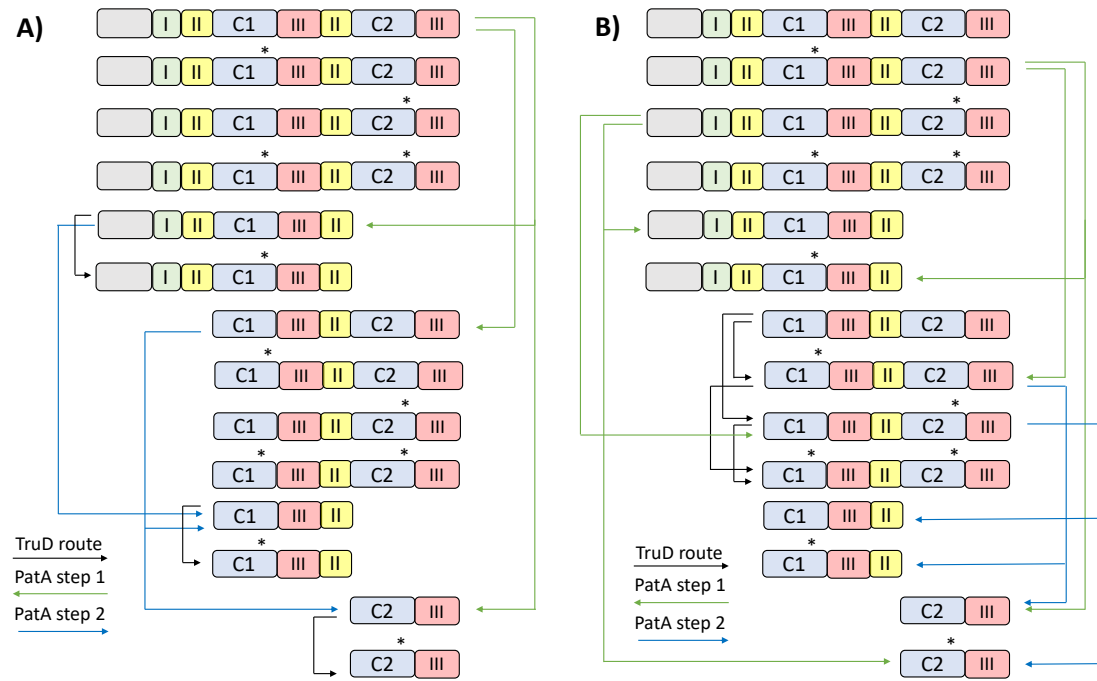 A)
I II C1 III II C2 III
*
I II C1 III II C2 III
*
I II C1 III II C2 III
* *
I II C1 III II C2 III
I II C1 III II
*
I II C1 III II
C1 III II C2 III
*
C1 III II C2 III
*
C1 III II C2 III
* *
C1 III II C2 III
C1 III II
*
C1 III II
C2 III
*
C2 III
TruD route
PatA step 1
PatA step 2
B)
I II C1 III II C2 III
*
I II C1 III II C2 III
*
I II C1 III II C2 III
* *
I II C1 III II C2 III
I II C1 III II
*
I II C1 III II
C1 III II C2 III
*
C1 III II C2 III
*
C1 III II C2 III
* *
C1 III II C2 III
C1 III II
*
C1 III II
C2 III
*
C2 III
TruD route
PatA step 1
PatA step 2